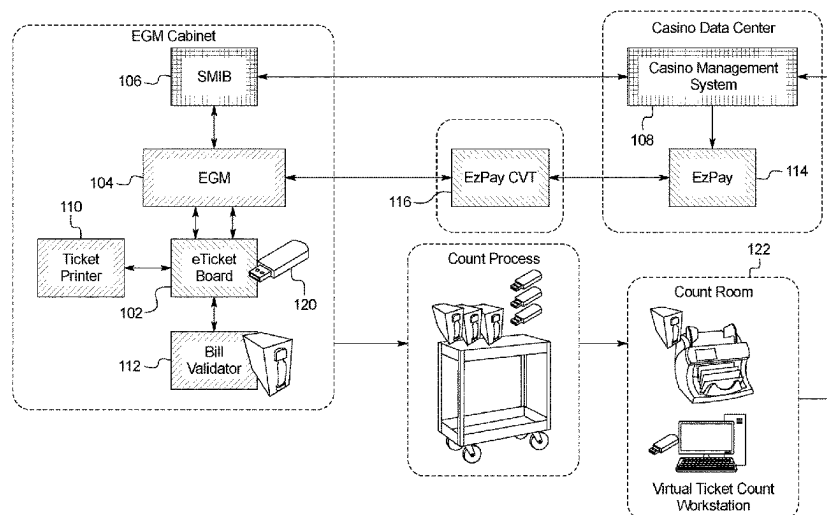 EGM Cabinet
106
SMIB
104
EGM
110
Ticket
Printer
eTicket
Board
102
120
112
Bill
Validator
116
EzPay CVT
Casino Data Center
Casino Management
System
108
EzPay
114
Count Process
122
Count Room
Virtual Ticket Count
Workstation